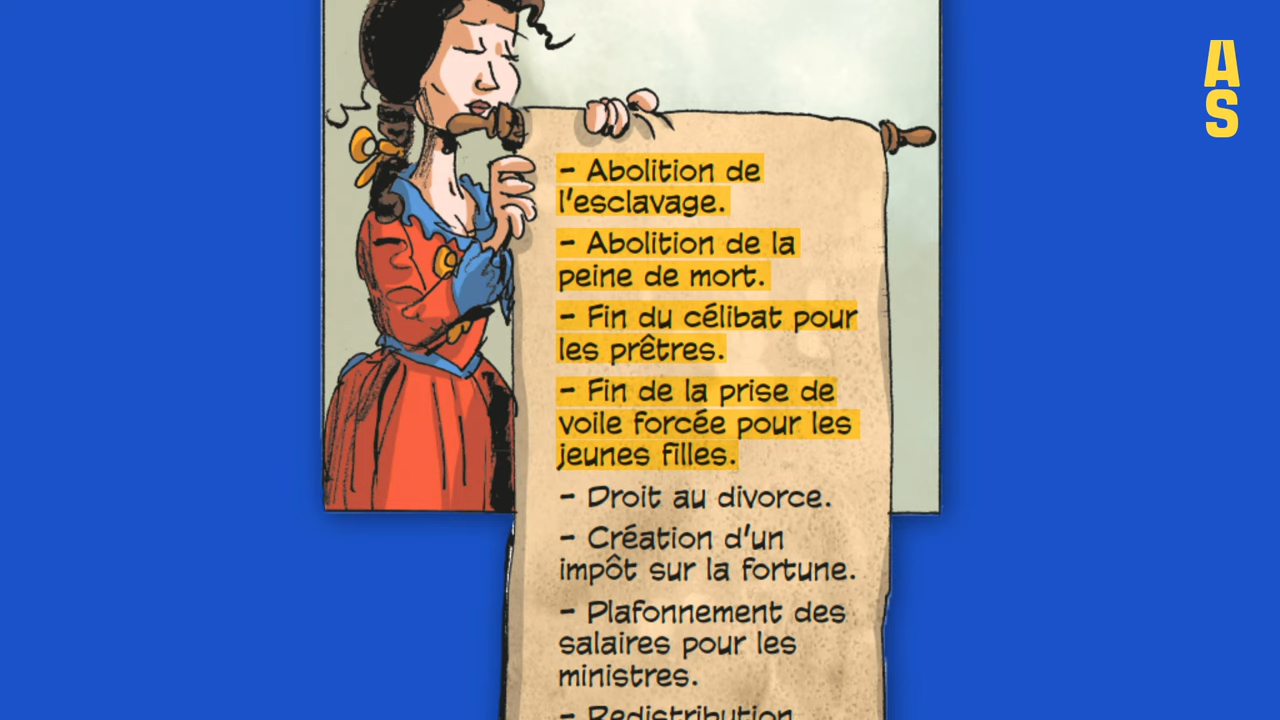 A
S
- Abolition de
l'esclavage.
- Abolition de la
peine de mort.
- Fin du célibat pour
les prêtres.
- Fin de la prise de
voile forcée pour les
jeunes filles.
- Droit au divorce.
- Création d'un
impôt sur la fortune.
- Plafonnement des
salaires pour les
ministres.
- Redistribution